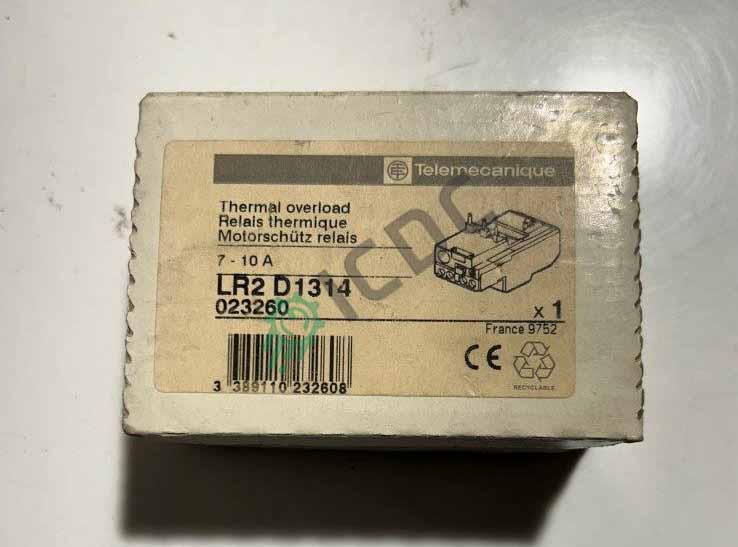 Telemecanique
Thermal overload
Relais thermique
Motorschütz relais
7 - 10 A
LR2 D1314
023260
x 1
France 9752
3 389110 232608
CE
RECYCLABLE
ICDC